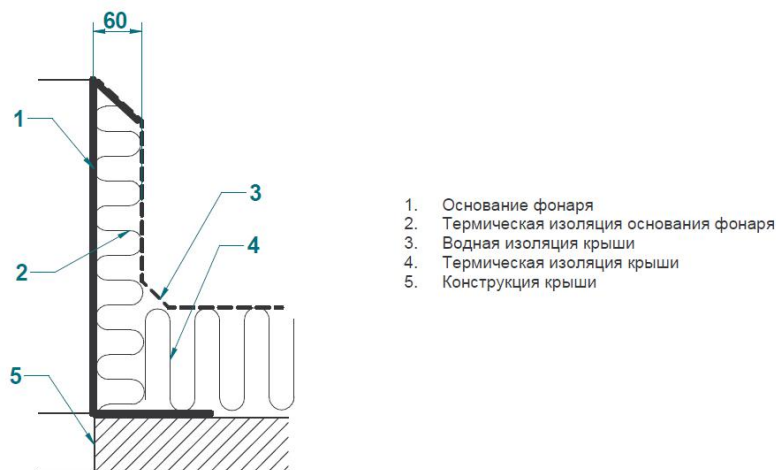 60
1
3
4
2
5
1. Основание фонаря
2. Термическая изоляция основания фонаря
3. Водная изоляция крыши
4. Термическая изоляция крыши
5. Конструкция крыши